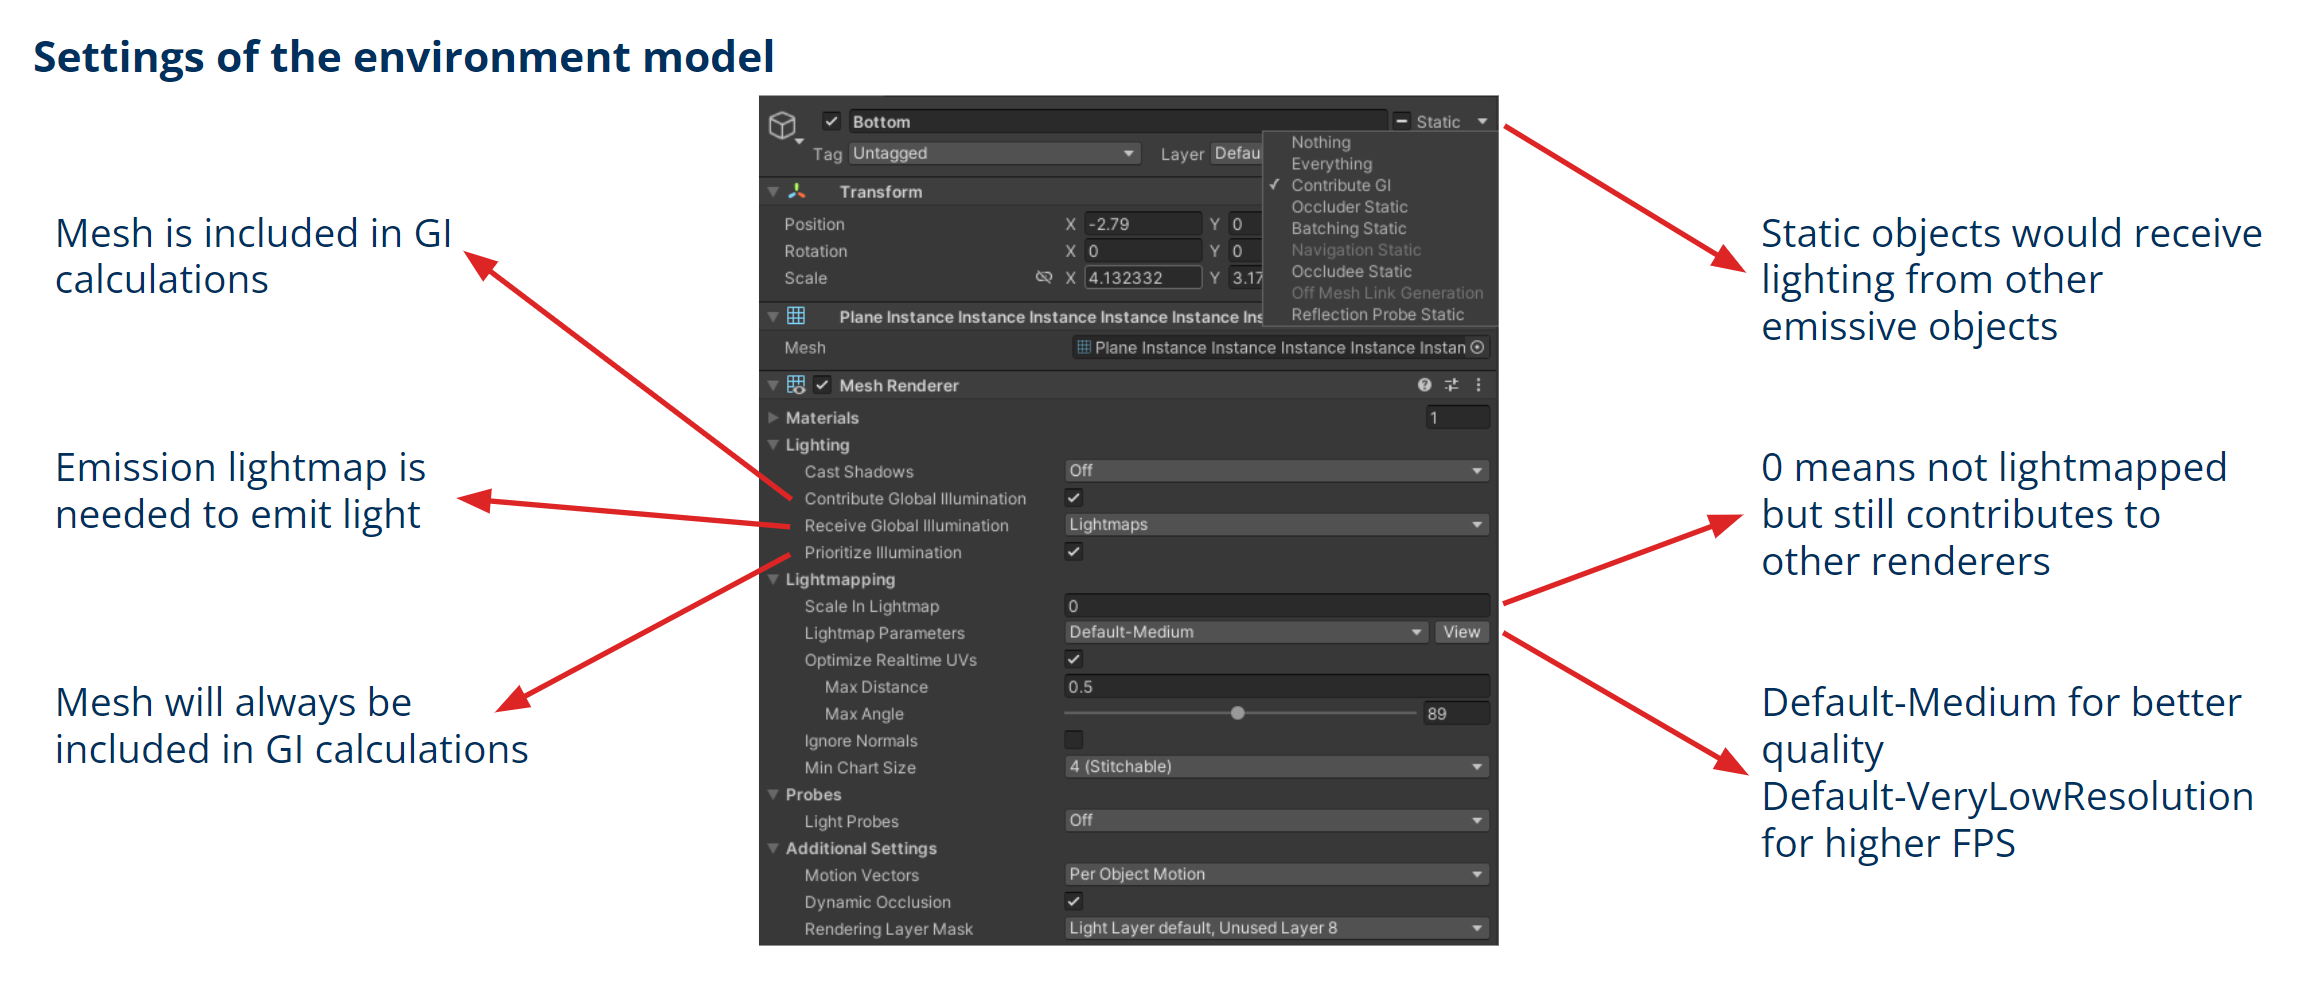 Settings of the environment model
Mesh is included in GI
calculations
Emission lightmap is
needed to emit light
Mesh will always be
included in GI calculations
Bottom
Static
Tag Untagged
Layer Defau
Nothing
Everything
Contribute GI
Occluder Static
Batching Static
Navigation Static
Occludee Static
Off Mesh Link Generation
Reflection Probe Static
Transform
Position X -2.79 Y 0
Rotation X 0 Y 0
Scale X 4.132332 Y 3.17
Plane Instance Instance Instance Instance Instance Ins
Mesh Plane Instance Instance Instance Instance Instan
Mesh Renderer
Materials 1
Lighting
Cast Shadows Off
Contribute Global Illumination
Receive Global Illumination Lightmaps
Prioritize Illumination
Lightmapping
Scale In Lightmap 0
Lightmap Parameters Default-Medium View
Optimize Realtime UVs
Max Distance 0.5
Max Angle 89
Ignore Normals
Min Chart Size 4 (Stitchable)
Probes
Light Probes Off
Additional Settings
Motion Vectors Per Object Motion
Dynamic Occlusion
Rendering Layer Mask Light Layer default, Unused Layer 8
Static objects would receive
lighting from other
emissive objects
0 means not lightmapped
but still contributes to
other renderers
Default-Medium for better
quality
Default-VeryLowResolution
for higher FPS